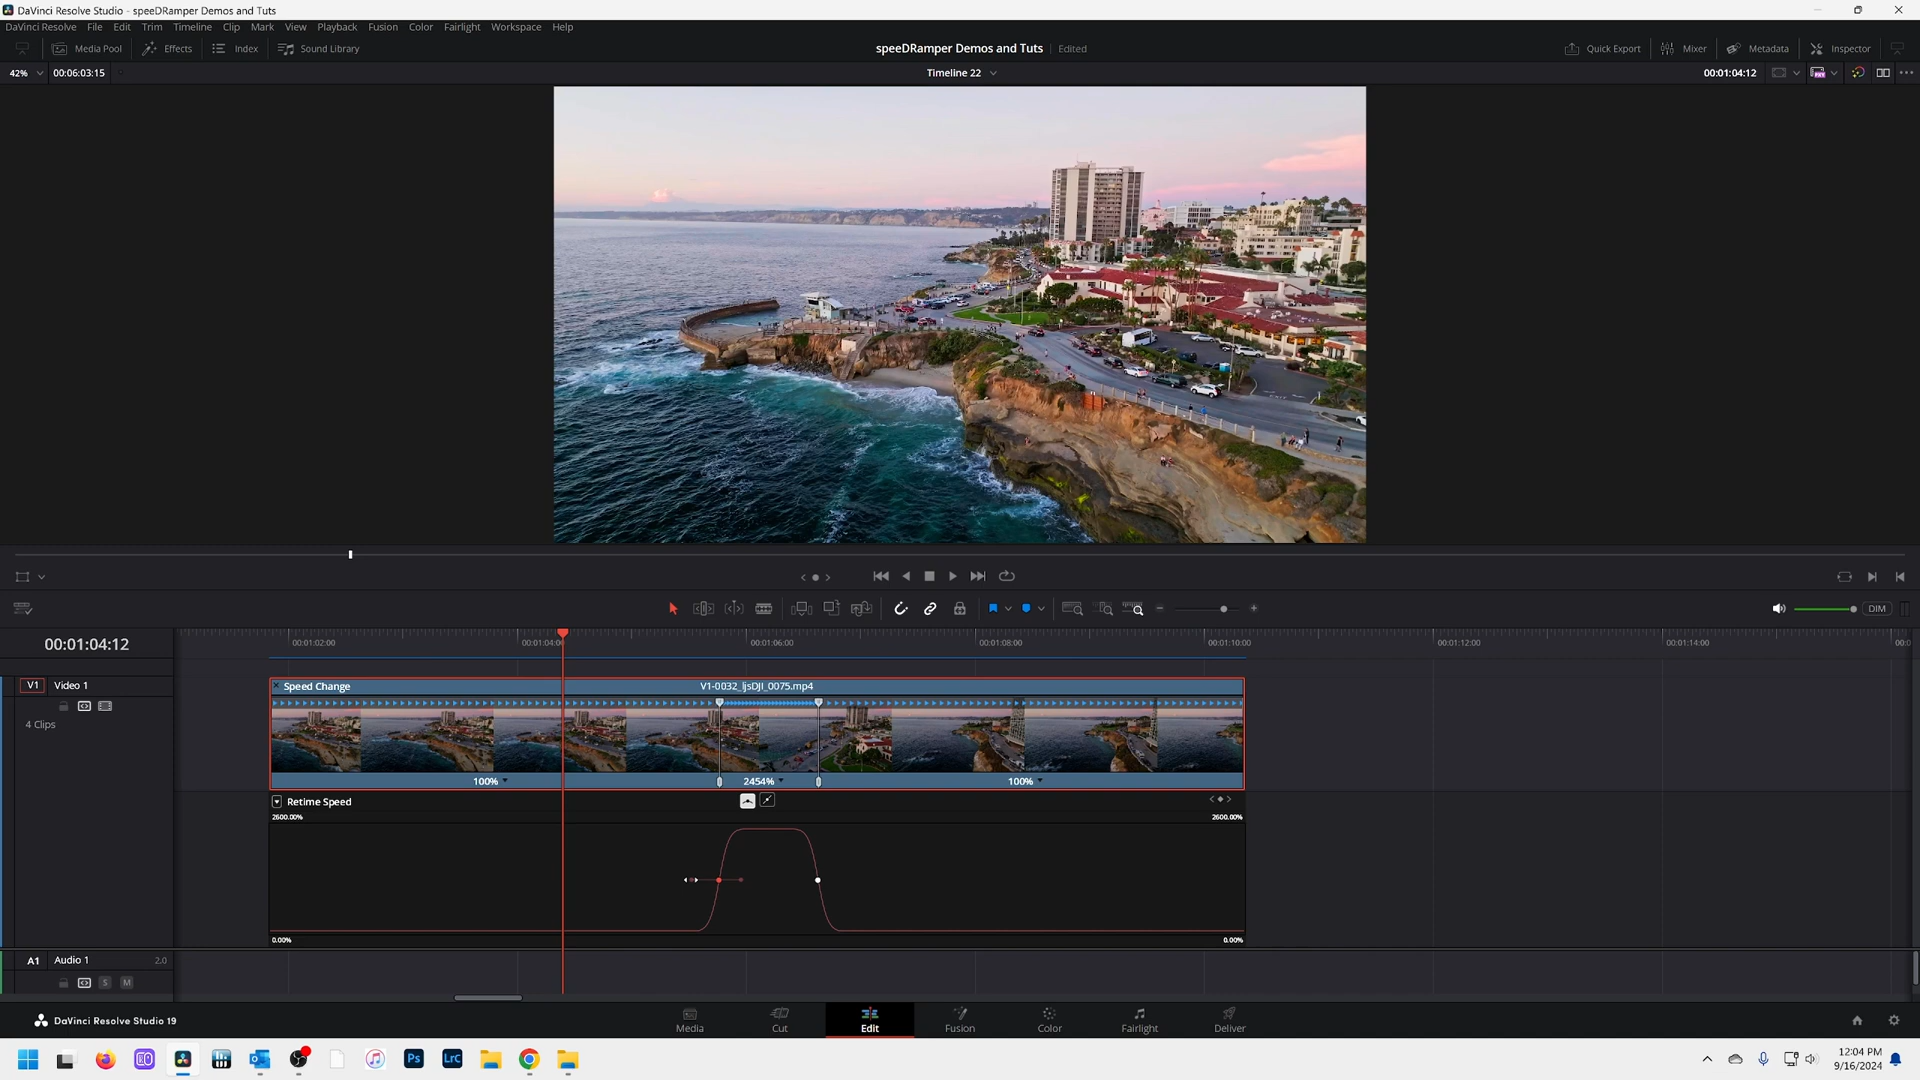 DaVinci Resolve Studio - speeDRamper Demos and Tuts
DaVinci Resolve File Edit Trim Timeline Clip Mark View Playback Fusion Color Fairlight Workspace Help
Media Pool Effects Index Sound Library speeDRamper Demos and Tuts Edited Quick Export Mixer Metadata Inspector
42% 00:06:03:15 Timeline 22 00:01:04:12
DIM
00:01:04:12 00:01:02:00 00:01:04:00 00:01:06:00 00:01:08:00 00:01:10:00 00:01:12:00 00:01:14:00
V1 Video 1 Speed Change V1-0032_ljsDJI_0075.mp4
4 Clips
100% 2454% 100%
Retime Speed
2600.00% 2600.00%
0.00% 0.00%
A1 Audio 1 2.0
S M
DaVinci Resolve Studio 19 Media Cut Edit Fusion Color Fairlight Deliver
Ps LrC
12:04 PM
9/16/2024